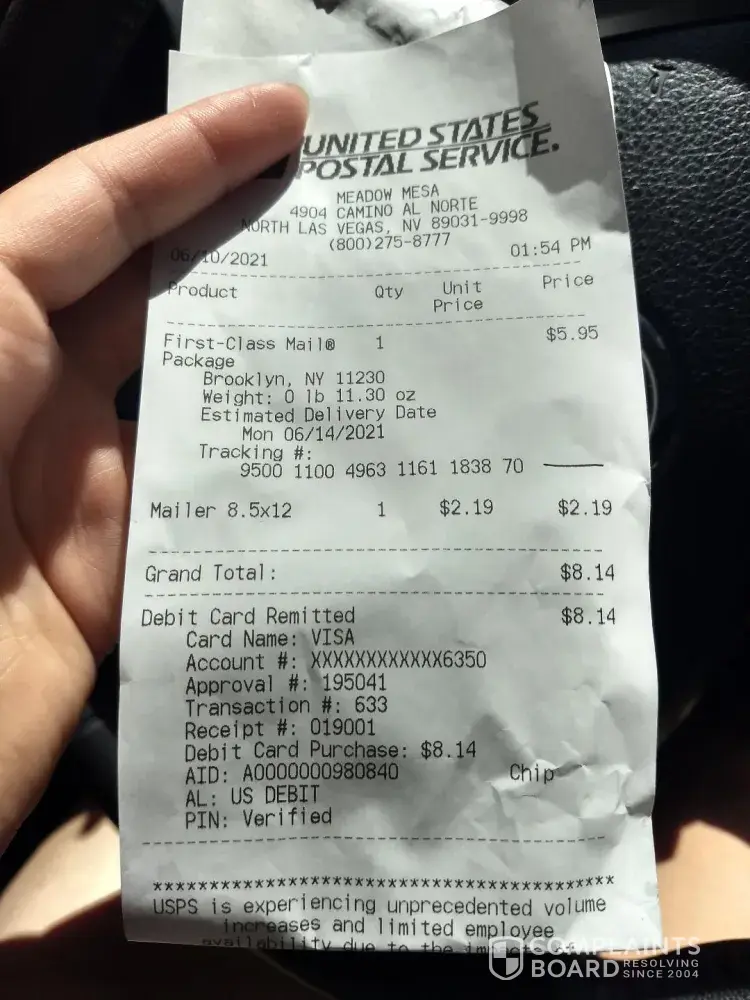 UNITED STATES
POSTAL SERVICE.
MEADOW MESA
4904 CAMINO AL NORTE
NORTH LAS VEGAS, NV 89031-9998
(800)275-8777
06/10/2021 01:54 PM
Product Qty Unit Price
Price
First-Class Mail® 1 $5.95
Package
Brooklyn, NY 11230
Weight: 0 lb 11.30 oz
Estimated Delivery Date
Mon 06/14/2021
Tracking #:
9500 1100 4963 1161 1838 70
Mailer 8.5x12 1 $2.19 $2.19
Grand Total: $8.14
Debit Card Remitted $8.14
Card Name: VISA
Account #: XXXXXXXXXXXX6350
Approval #: 195041
Transaction #: 633
Receipt #: 019001
Debit Card Purchase: $8.14
AID: A0000000980840 Chip
AL: US DEBIT
PIN: Verified
******************************************
USPS is experiencing unprecedented volume
increases and limited employee
availability due to the impact of
COMPLAINTS
BOARD RESOLVING
SINCE 2004